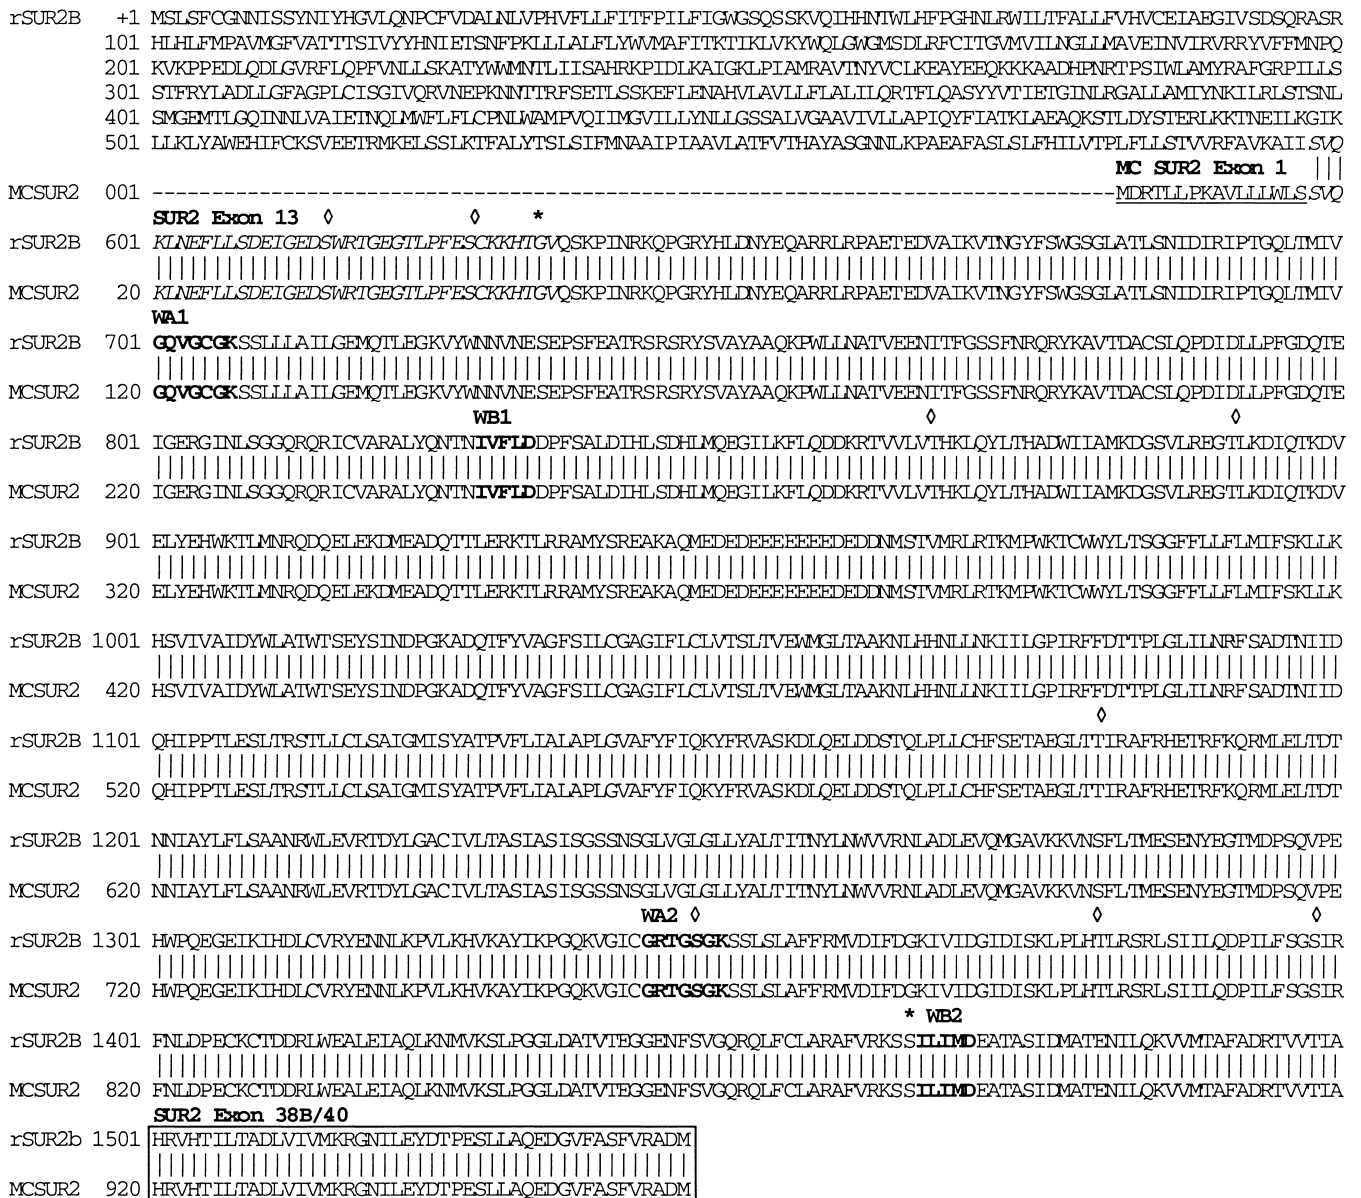 rSUR2B +1 MSLSFCGNNISSYNIYHGVLQNPCFVDALNLVPHVFLLFITFPILFIGWGSQSSKVQIHHNTWLHFPGHNLRWILTFALLFVHVCEIAEGIVSDSQRASR
101 HLHLFMPAVMGFVATTTSIVYYHNIETSNFPKLLLALFLYWVMAFITKTIKLVKYWQLGWGMSDLRFCITGVMVILNGLLMAVEINVIRVRRYVFFMNPQ
201 KVKPPEDLQDLGVRFLQPFVNLLSKATYWWMNTLIISAHRKPIDLKAIGKLPIAMRAVTNYVCLKEAYEEQKKKAADHPNRTPSIWLAMYRAFGRPILLS
301 STFRYLADLLGFAGPLCISGIVQRVNEPKNNTTRFSETLSSKEFLENAHVLAVLLFLALILQRTFLQASYYVTIETGINLRGALLAMIYNKILRLSTSNL
401 SMGEMTLGQINNLVAIETNQLMWFLFLCPNLWAMPVQIIMGVILLYNLLGSSALVGAAVIVLLAPIQYFIATKLAEAQKSTLDYSTERLKKTNEILKGIK
501 LLKLYAWEHIFCKSVEETRMKELSSLKTFALYTSLSIFMNAAIPIAAVLATFVTHAYASGNNLKPAEAFASLSLFHILVTPLFLLSTVVRFAVKAIISVQ
MC SUR2 Exon 1 |||
MCSUR2 001 ------------------------------------------------------------------------------------MDRTLLPKAVLLLWLSSVQ
SUR2 Exon 13 ◊ ◊ *
rSUR2B 601 KLNEFLLSDEIGEDSWRTGEGTLPFESCKKHTGVQSKPINRKQPGRYHLDNYEQARRLRPAETEDVAIKVTNGYFSWGSGLATLSNIDIRIPTGQLTMIV
MCSUR2 20 KLNEFLLSDEIGEDSWRTGEGTLPFESCKKHTGVQSKPINRKQPGRYHLDNYEQARRLRPAETEDVAIKVTNGYFSWGSGLATLSNIDIRIPTGQLTMIV
WA1
rSUR2B 701 GQVGCGKSSLLLAILGEMQTLEGKVYWNNVNESEPSFEATRSRSRYSVAYAAQKPWLLNATVEENITFGSSFNRQRYKAVTDACSLQPDIDLLPFGDQTE
MCSUR2 120 GQVGCGKSSLLLAILGEMQTLEGKVYWNNVNESEPSFEATRSRSRYSVAYAAQKPWLLNATVEENITFGSSFNRQRYKAVTDACSLQPDIDLLPFGDQTE
WB1 ◊ ◊
rSUR2B 801 IGERGINLSGGQRQRICVARALYQNTNIVFLDDPFSALDIHLSDHLMQEGILKFLQDDKRTVVLVTHKLQYLTHADWIIAMKDGSVLREGTLKDIQTKDV
MCSUR2 220 IGERGINLSGGQRQRICVARALYQNTNIVFLDDPFSALDIHLSDHLMQEGILKFLQDDKRTVVLVTHKLQYLTHADWIIAMKDGSVLREGTLKDIQTKDV
rSUR2B 901 ELYEHWKTLMNRQDQELEKDMEADQTTLERKTLRRAMYSREAKAQMEDEDEEEEEEEDEDDNMSTVMRLRTKMPWKTCWWYLTSGGFFLLFLMIFSKLLK
MCSUR2 320 ELYEHWKTLMNRQDQELEKDMEADQTTLERKTLRRAMYSREAKAQMEDEDEEEEEEEDEDDNMSTVMRLRTKMPWKTCWWYLTSGGFFLLFLMIFSKLLK
rSUR2B 1001 HSVIVAIDYWLATWTSEYSINDPGKADQTFYVAGFSILCGAGIFLCLVTSLTVEWMGLTAAKNLHHNLLNKIILGPIRFFDTTPLGLILNRFSADTNIID
MCSUR2 420 HSVIVAIDYWLATWTSEYSINDPGKADQTFYVAGFSILCGAGIFLCLVTSLTVEWMGLTAAKNLHHNLLNKIILGPIRFFDTTPLGLILNRFSADTNIID
◊
rSUR2B 1101 QHIPPTLESLTRSTLLCLSAIGMISYATPVFLIALAPLGVAFYFIQKYFRVASKDLQELDDSTQLPLLCHFSETAEGLTTIRAFRHETRFKQRMLELTDT
MCSUR2 520 QHIPPTLESLTRSTLLCLSAIGMISYATPVFLIALAPLGVAFYFIQKYFRVASKDLQELDDSTQLPLLCHFSETAEGLTTIRAFRHETRFKQRMLELTDT
rSUR2B 1201 NNIAYLFLSAANRWLEVRTDYLGACIVLTASIASISGSSNSGLVGLGLLYALTITNYLNWVVRNLADLEVQMGAVKKVNSFLTMESENYEGTMDPSQVPE
MCSUR2 620 NNIAYLFLSAANRWLEVRTDYLGACIVLTASIASISGSSNSGLVGLGLLYALTITNYLNWVVRNLADLEVQMGAVKKVNSFLTMESENYEGTMDPSQVPE
WA2 ◊ ◊ ◊
rSUR2B 1301 HWPQEGEIKIHDLCVRYENNLKPVLKHVKAYIKPGQKVGICGRTGSGKSSLSLAFFRMVDIFDGKIVIDGIDISKLPLHTLRSRLSIILQDPILFSGSIR
MCSUR2 720 HWPQEGEIKIHDLCVRYENNLKPVLKHVKAYIKPGQKVGICGRTGSGKSSLSLAFFRMVDIFDGKIVIDGIDISKLPLHTLRSRLSIILQDPILFSGSIR
* WB2
rSUR2B 1401 FNLDPECKCTDDRLWEALEIAQLKNMVKSLPGGLDATVTEGGENFSVGQRQLFCLARAFVRKSSILIMDEATASIDMATENILQKVVMTAFADRTVVTIA
MCSUR2 820 FNLDPECKCTDDRLWEALEIAQLKNMVKSLPGGLDATVTEGGENFSVGQRQLFCLARAFVRKSSILIMDEATASIDMATENILQKVVMTAFADRTVVTIA
SUR2 Exon 38B/40
rSUR2b 1501 HRVHTILTADLVIVMKRGNILEYDTPESLLAQEDGVFASFVRADM
MCSUR2 920 HRVHTILTADLVIVMKRGNILEYDTPESLLAQEDGVFASFVRADM